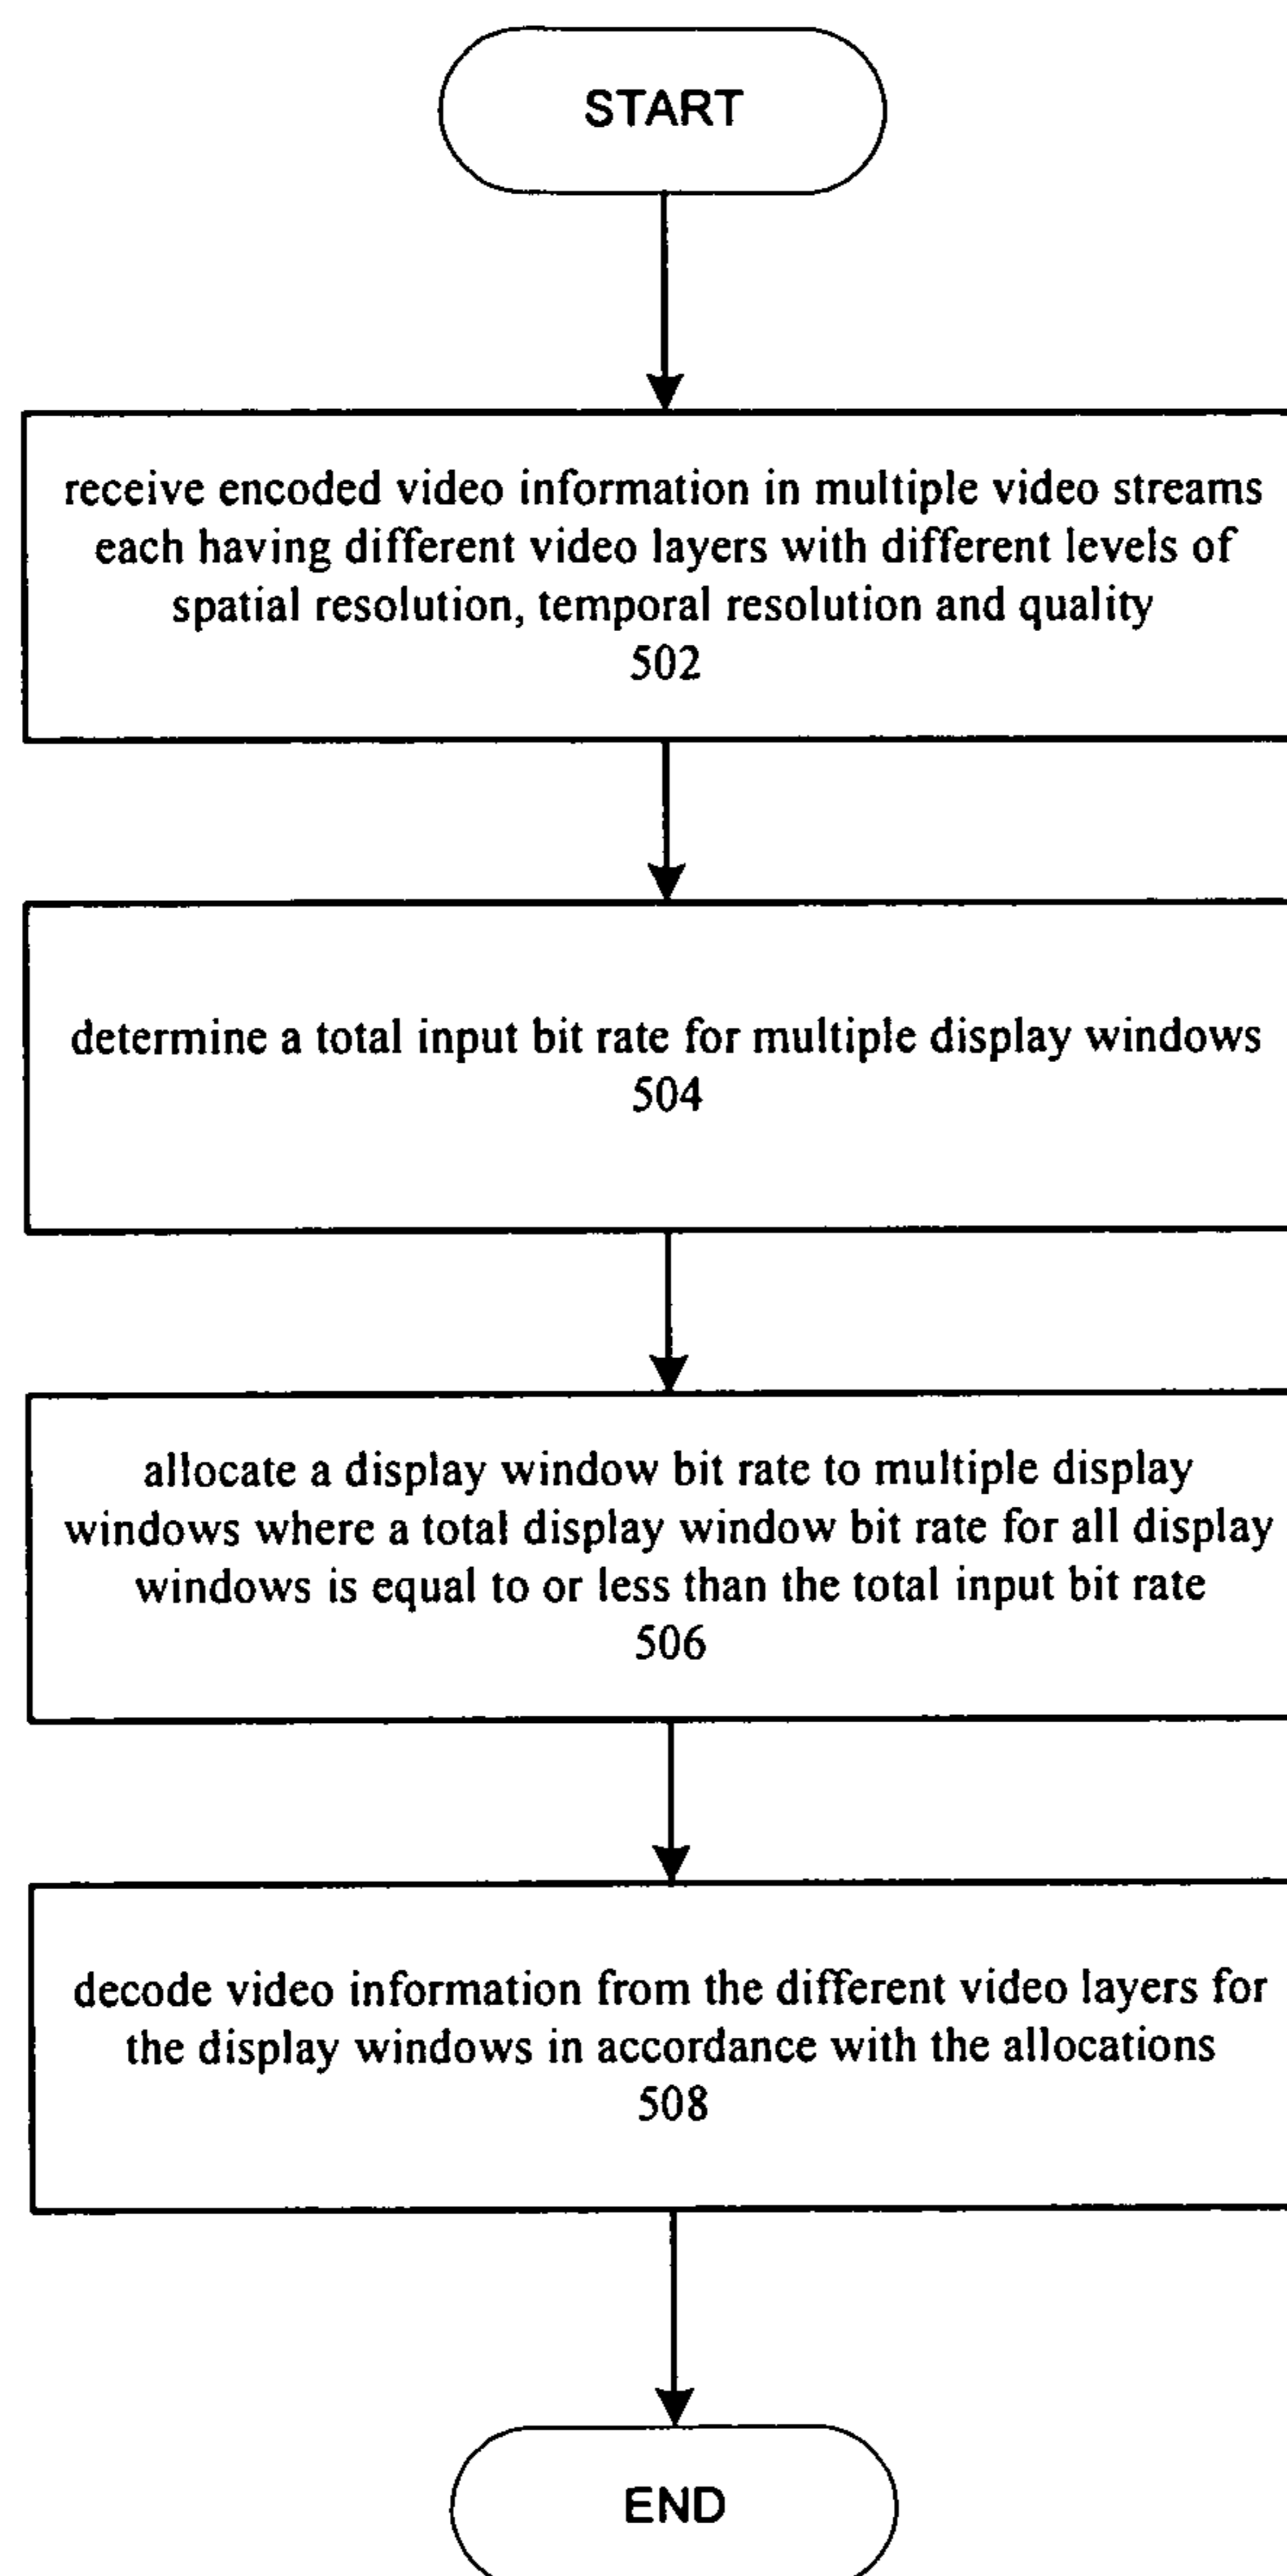 START
receive encoded video information in multiple video streams
each having different video layers with different levels of
spatial resolution, temporal resolution and quality
502
determine a total input bit rate for multiple display windows
504
allocate a display window bit rate to multiple display
windows where a total display window bit rate for all display
windows is equal to or less than the total input bit rate
506
decode video information from the different video layers for
the display windows in accordance with the allocations
508
END